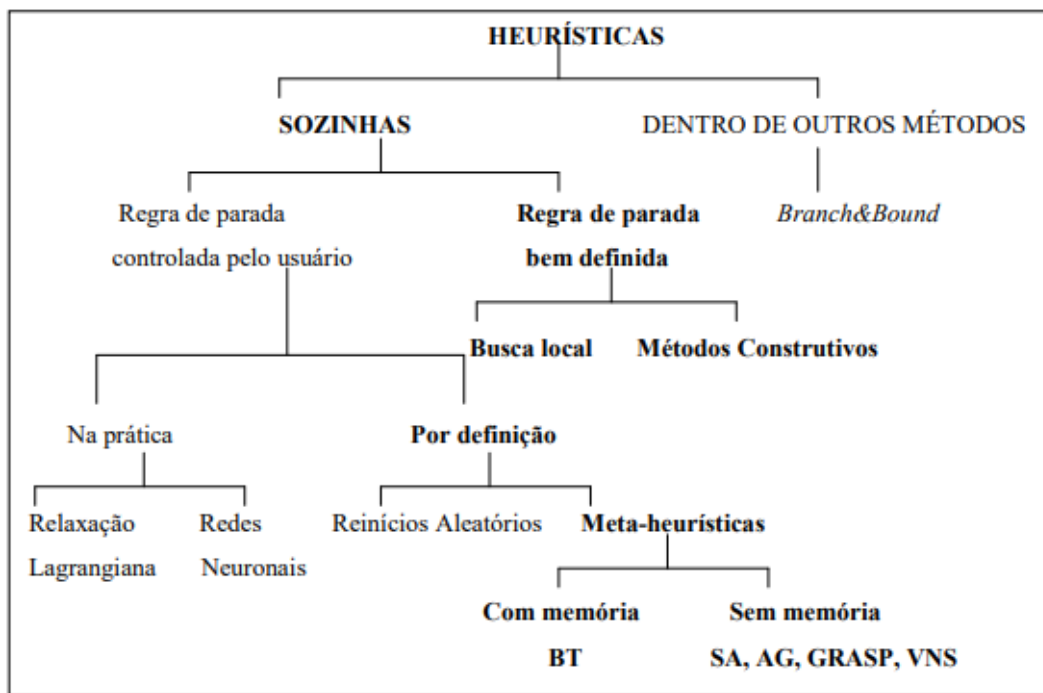 HEURÍSTICAS
SOZINHAS
DENTRO DE OUTROS MÉTODOS
Regra de parada
controlada pelo usuário
Regra de parada
bem definida
Branch&Bound
Busca local
Métodos Construtivos
Na prática
Por definição
Relaxação
Lagrangiana
Redes
Neuronais
Reinícios Aleatórios
Meta-heurísticas
Com memória
BT
Sem memória
SA, AG, GRASP, VNS